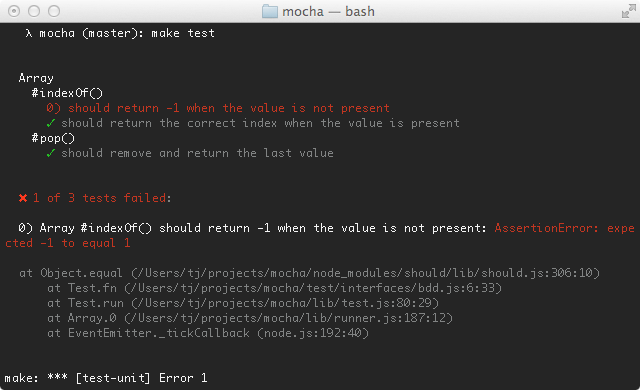 mocha — bash
λ mocha (master): make test
Array
#indexOf()
0) should return -1 when the value is not present
✓ should return the correct index when the value is present
#pop()
✓ should remove and return the last value
✖ 1 of 3 tests failed:
0) Array #indexOf() should return -1 when the value is not present: AssertionError: expe
cted -1 to equal 1
at Object.equal (/Users/tj/projects/mocha/node_modules/should/lib/should.js:306:10)
at Test.fn (/Users/tj/projects/mocha/test/interfaces/bdd.js:6:33)
at Test.run (/Users/tj/projects/mocha/lib/test.js:80:29)
at Array.0 (/Users/tj/projects/mocha/lib/runner.js:187:12)
at EventEmitter._tickCallback (node.js:192:40)
make: *** [test-unit] Error 1